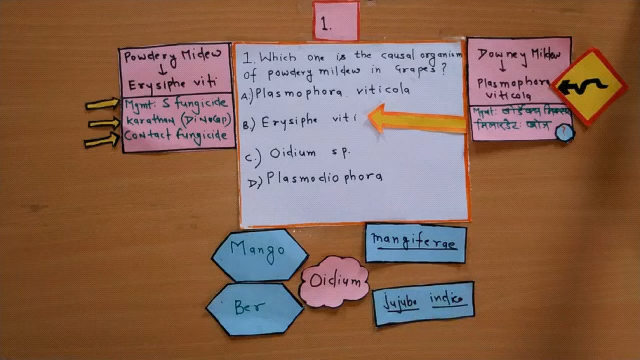 1.
Powdery Midew
↓
Erysiphe viti
Mgmt: S fungicide
Karathan (DiNocap)
Contact fungicide
1. Which one is the causal organism
of powdery mildew in Grapes?
A.)Plasmophora viticola
B.) Erysiphe viti
C.) Oidium sp.
D.) Plasmodiophora
Downey Mildew
↓
Plasmophora
viticola
Mgmt:
?
Mango
Ber
Oidium
mangiferae
jujube indica